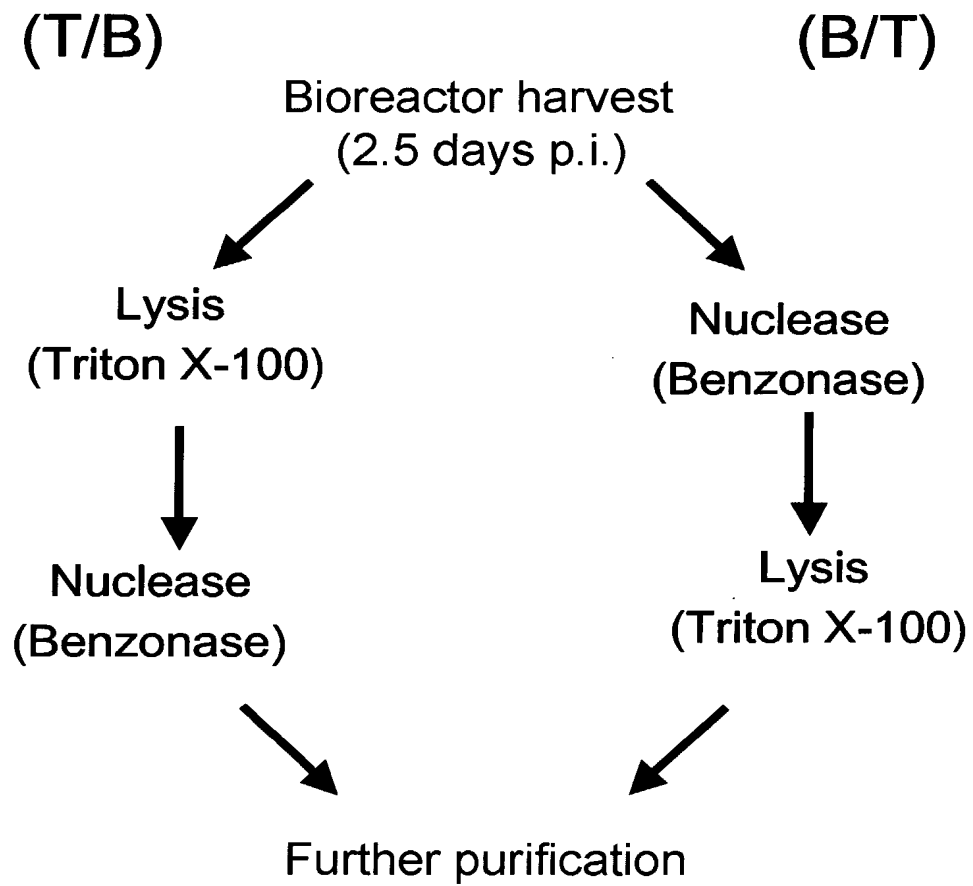 (T/B)
(B/T)
Bioreactor harvest
(2.5 days p.i.)
Lysis
(Triton X-100)
Nuclease
(Benzonase)
Nuclease
(Benzonase)
Lysis
(Triton X-100)
Further purification